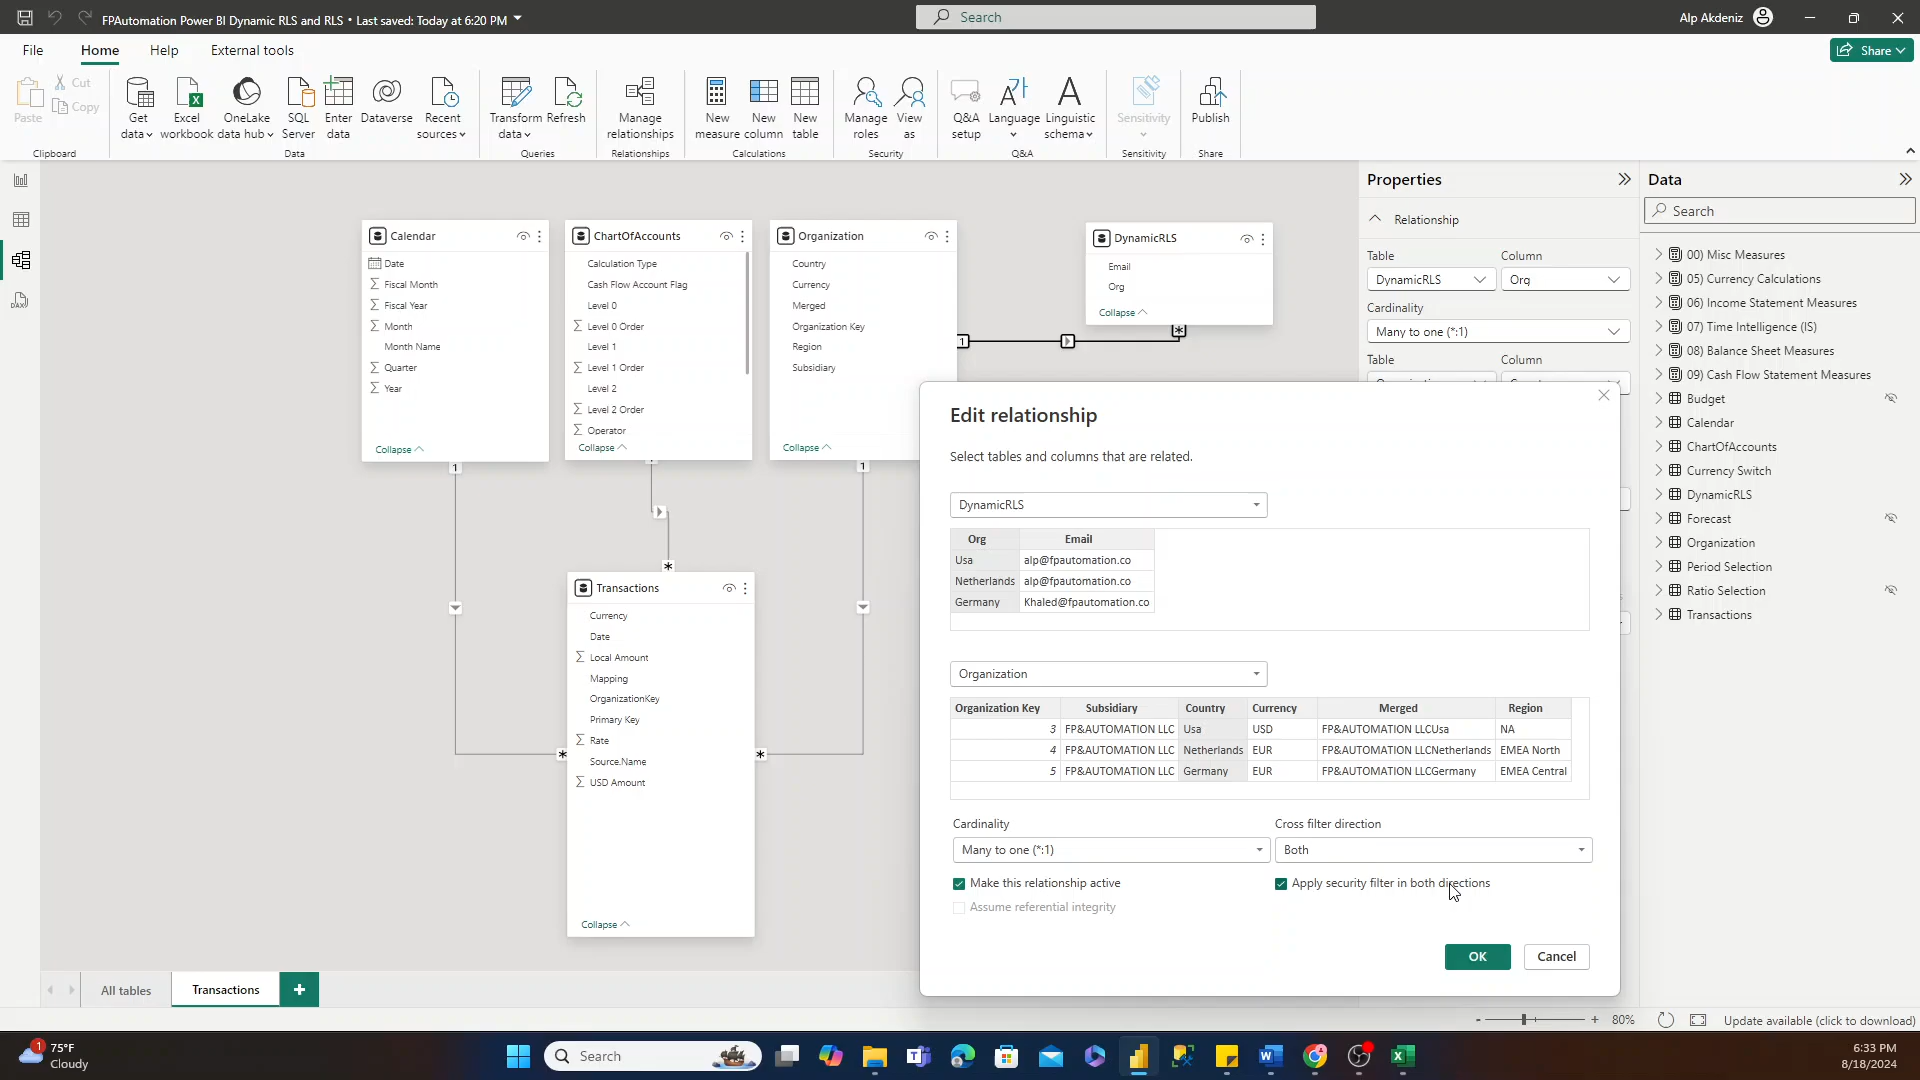 FPAutomation Power BI Dynamic RLS and RLS • Last saved: Today at 6:20 PM
Search
Alp Akdeniz
File
Home
Help
External tools
Share
Paste
Cut
Copy
Get data
Excel workbook
OneLake data hub
SQL Server
Enter data
Dataverse
Recent sources
Transform data
Refresh
Manage relationships
New measure
New column
New table
Manage roles
View as
Q&A setup
Language
Linguistic schema
Sensitivity
Publish
Clipboard
Data
Queries
Relationships
Calculations
Security
Q&A
Sensitivity
Share
Calendar
Date
Fiscal Month
Fiscal Year
Month
Month Name
Quarter
Year
Collapse
1
ChartOfAccounts
Calculation Type
Cash Flow Account Flag
Level 0
Level 0 Order
Level 1
Level 1 Order
Level 2
Level 2 Order
Operator
Collapse
Organization
Country
Currency
Merged
Organization Key
Region
Subsidiary
Collapse
1
1
DynamicRLS
Email
Org
Collapse
*
*
Transactions
Currency
Date
Local Amount
Mapping
OrganizationKey
Primary Key
Rate
Source.Name
USD Amount
Collapse
*
*
Properties
Relationship
Table
Column
DynamicRLS
Org
Cardinality
Many to one (*:1)
Table
Column
Data
Search
00) Misc Measures
05) Currency Calculations
06) Income Statement Measures
07) Time Intelligence (IS)
08) Balance Sheet Measures
09) Cash Flow Statement Measures
Budget
Calendar
ChartOfAccounts
Currency Switch
DynamicRLS
Forecast
Organization
Period Selection
Ratio Selection
Transactions
Edit relationship
Select tables and columns that are related.
DynamicRLS
Org Email
Usa alp@fpautomation.co
Netherlands alp@fpautomation.co
Germany Khaled@fpautomation.co
Organization
Organization Key Subsidiary Country Currency Merged Region
3 FP&AUTOMATION LLC Usa USD FP&AUTOMATION LLCUsa NA
4 FP&AUTOMATION LLC Netherlands EUR FP&AUTOMATION LLCNetherlands EMEA North
5 FP&AUTOMATION LLC Germany EUR FP&AUTOMATION LLCGermany EMEA Central
Cardinality
Cross filter direction
Many to one (*:1)
Both
Make this relationship active
Apply security filter in both directions
Assume referential integrity
OK
Cancel
All tables
Transactions
+
- + 80%
Update available (click to download)
1
75°F
Cloudy
Search
6:33 PM
8/18/2024